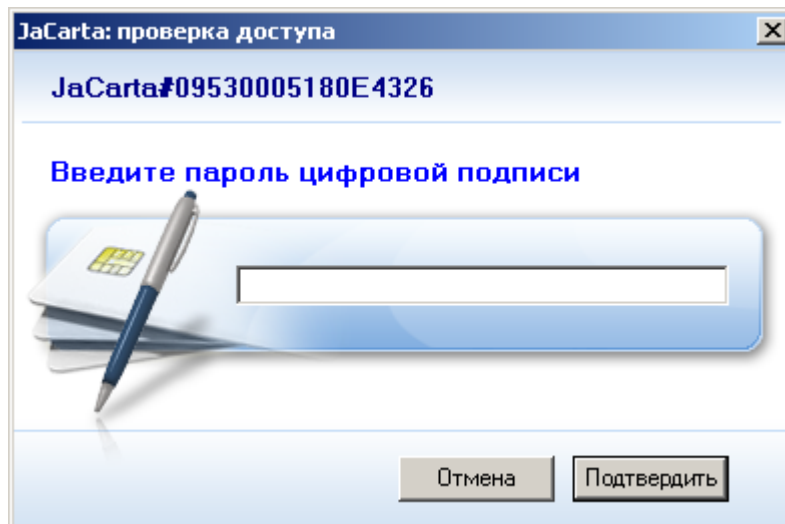 JaCarta: проверка доступа
JaCarta#09530005180E4326
Введите пароль цифровой подписи
Отмена
Подтвердить